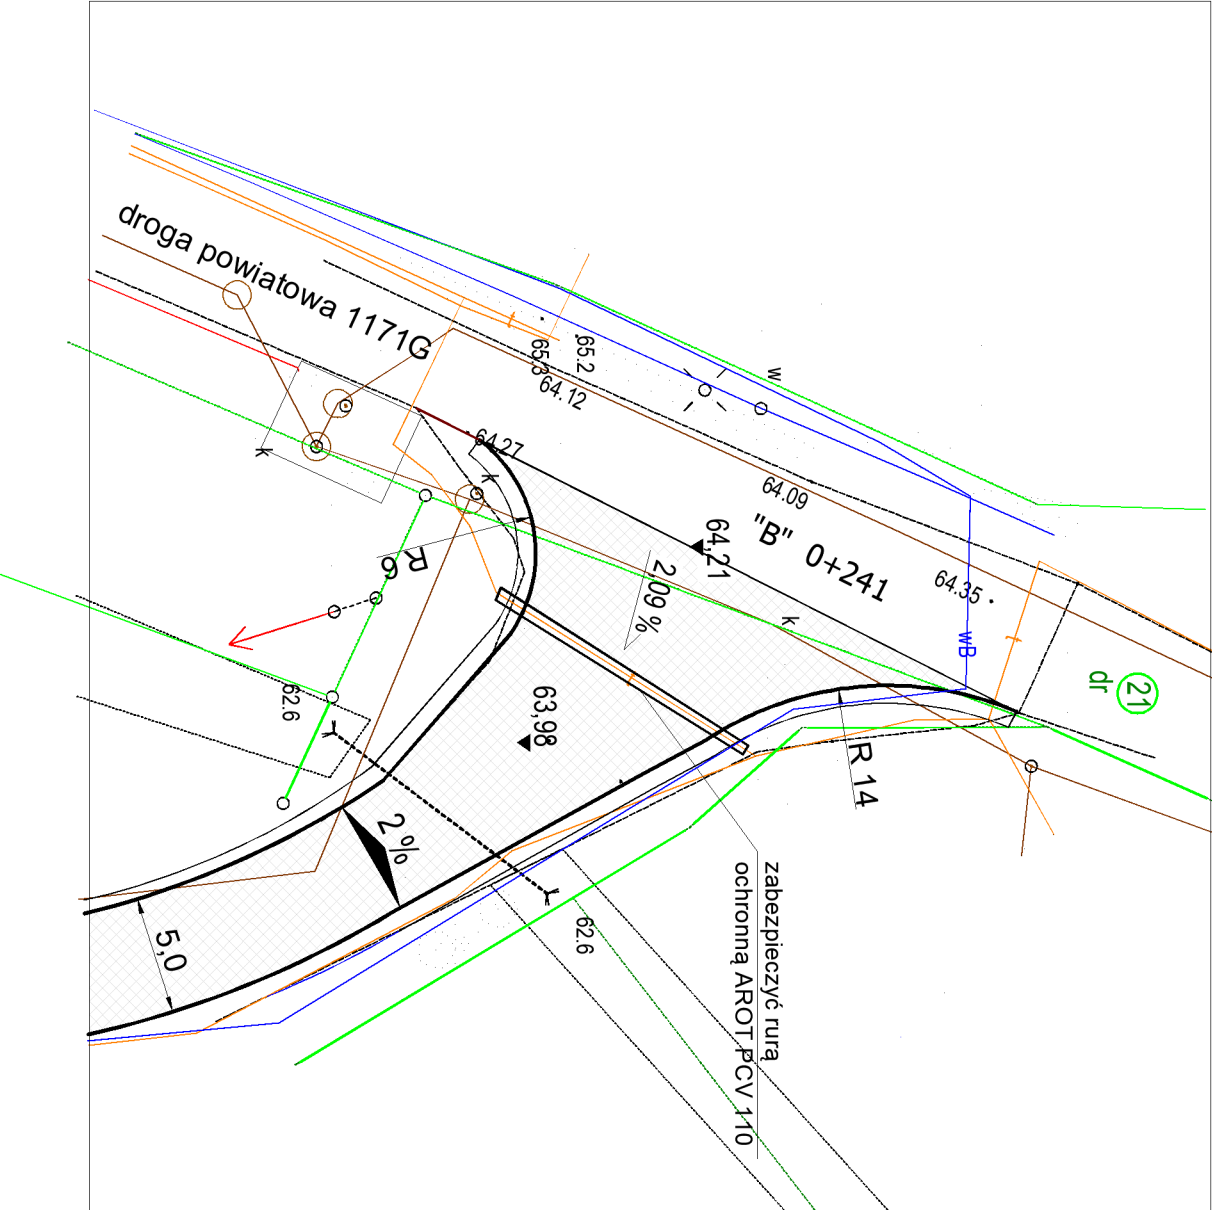 droga powiatowa 1171G
65.2
65.3
64.12
w
64.27
k
k
64.09
"B" 0+241
64,21
2,09 %
R 6
64.35
k
wB
t
t
21
dr
62.6
63,98
R 14
2 %
5,0
62.6
zabezpieczyć rurą
ochronną AROT PCV 110